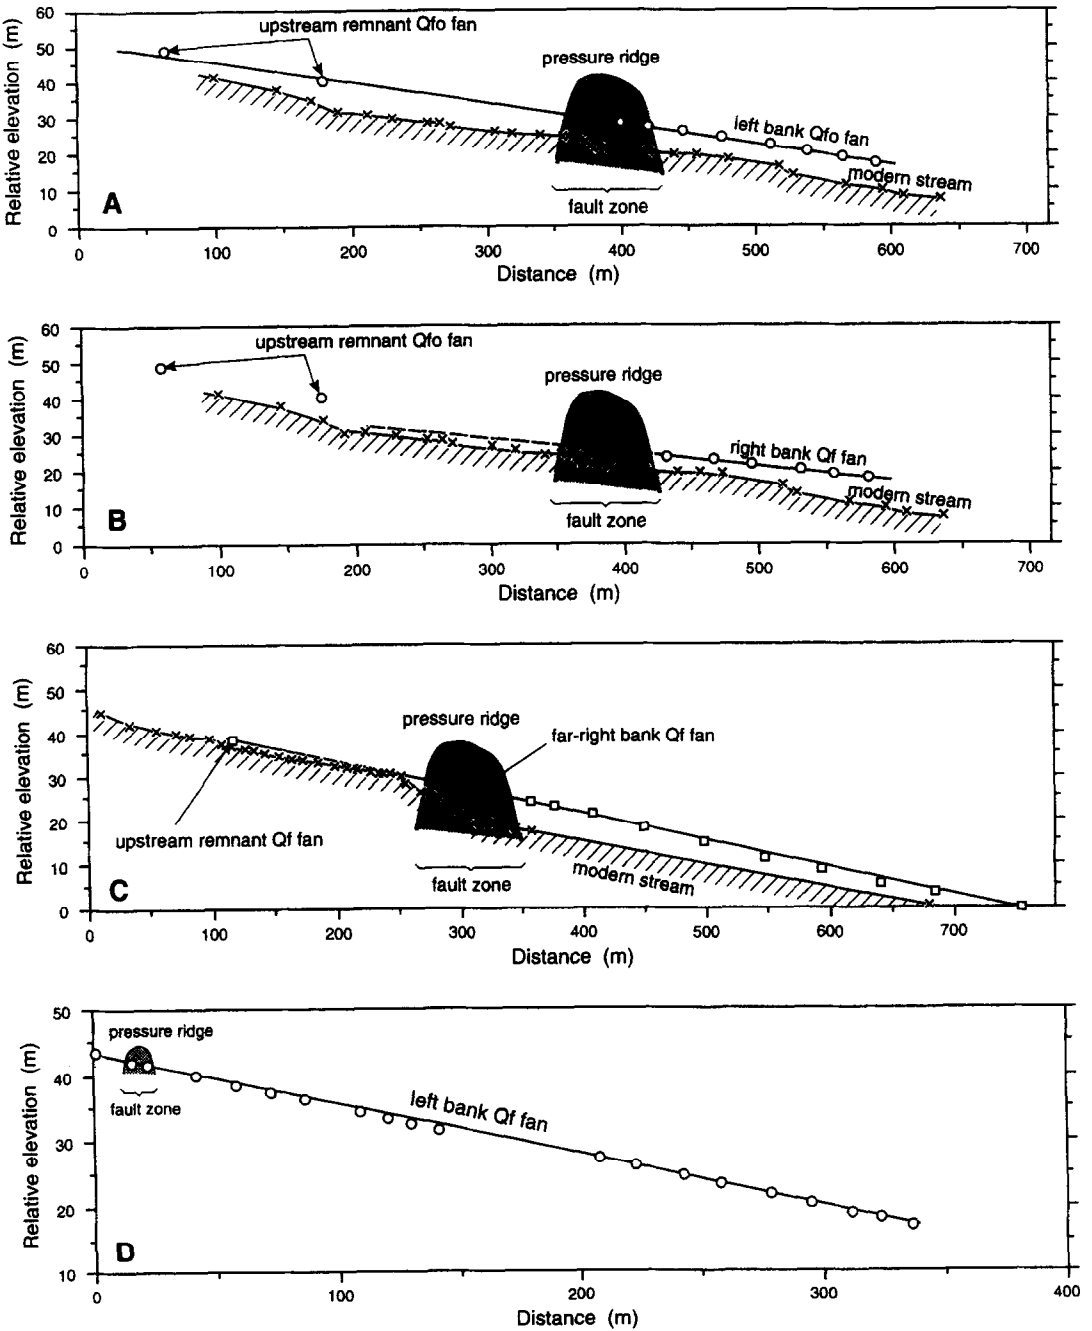 60
50
40
30
20
10
0
Relative elevation (m)
upstream remnant Qfo fan
pressure ridge
left bank Qfo fan
modern stream
fault zone
A
0 100 200 300 400 500 600 700
Distance (m)
60
50
40
30
20
10
0
Relative elevation (m)
upstream remnant Qfo fan
pressure ridge
right bank Qf fan
modern stream
fault zone
B
0 100 200 300 400 500 600 700
Distance (m)
60
50
40
30
20
10
0
Relative elevation (m)
pressure ridge
far-right bank Qf fan
upstream remnant Qf fan
modern stream
fault zone
C
0 100 200 300 400 500 600 700
Distance (m)
50
40
30
20
10
Relative elevation (m)
pressure ridge
fault zone
left bank Qf fan
D
0 100 200 300 400
Distance (m)